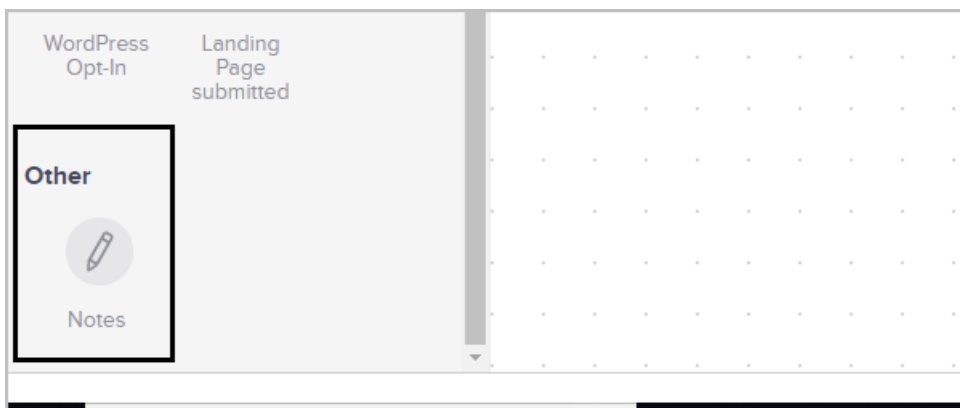 WordPress
Opt-In
Landing
Page
submitted
Other
Notes